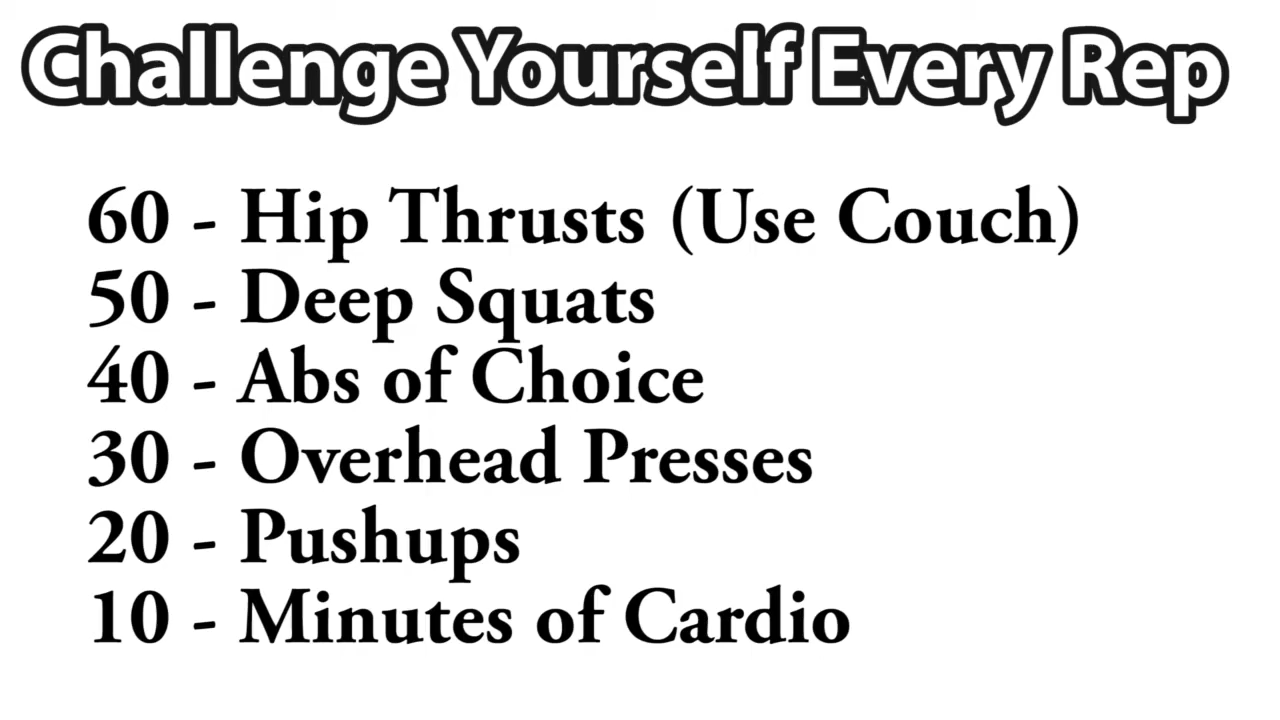 Challenge Yourself Every Rep
60 - Hip Thrusts (Use Couch)
50 - Deep Squats
40 - Abs of Choice
30 - Overhead Presses
20 - Pushups
10 - Minutes of Cardio